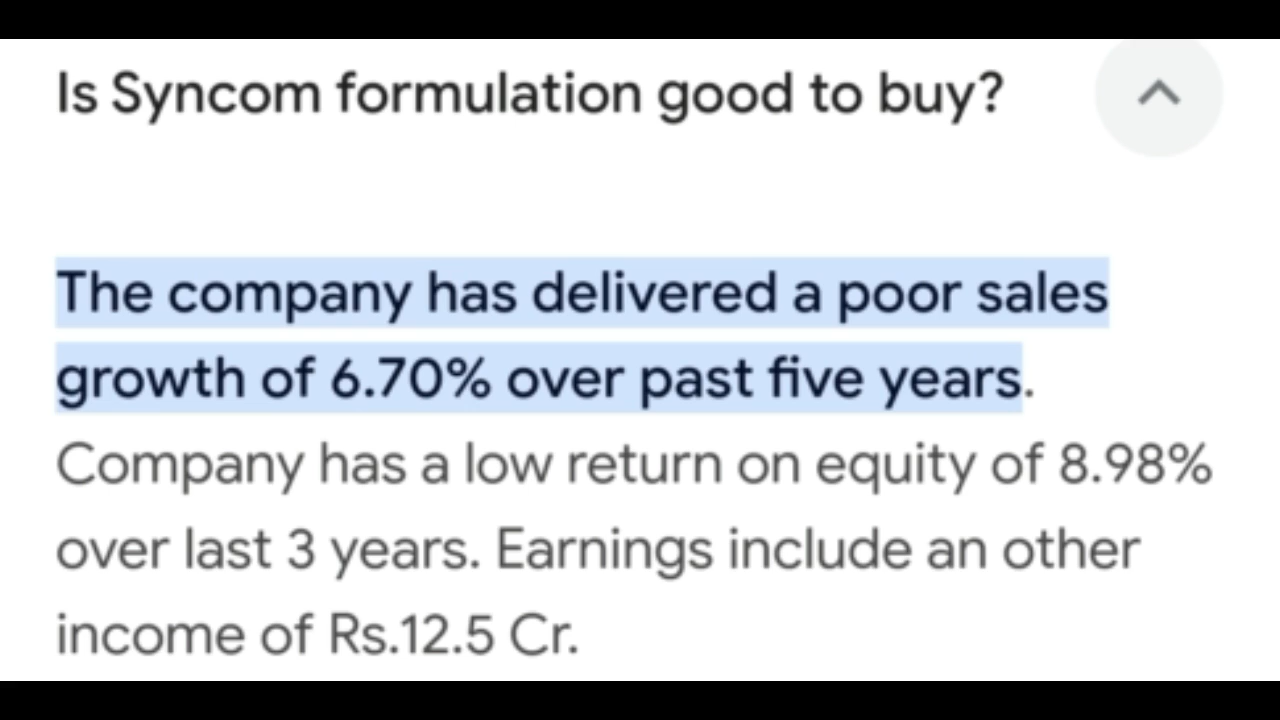 Is Syncom formulation good to buy?
The company has delivered a poor sales
growth of 6.70% over past five years.
Company has a low return on equity of 8.98%
over last 3 years. Earnings include an other
income of Rs.12.5 Cr.